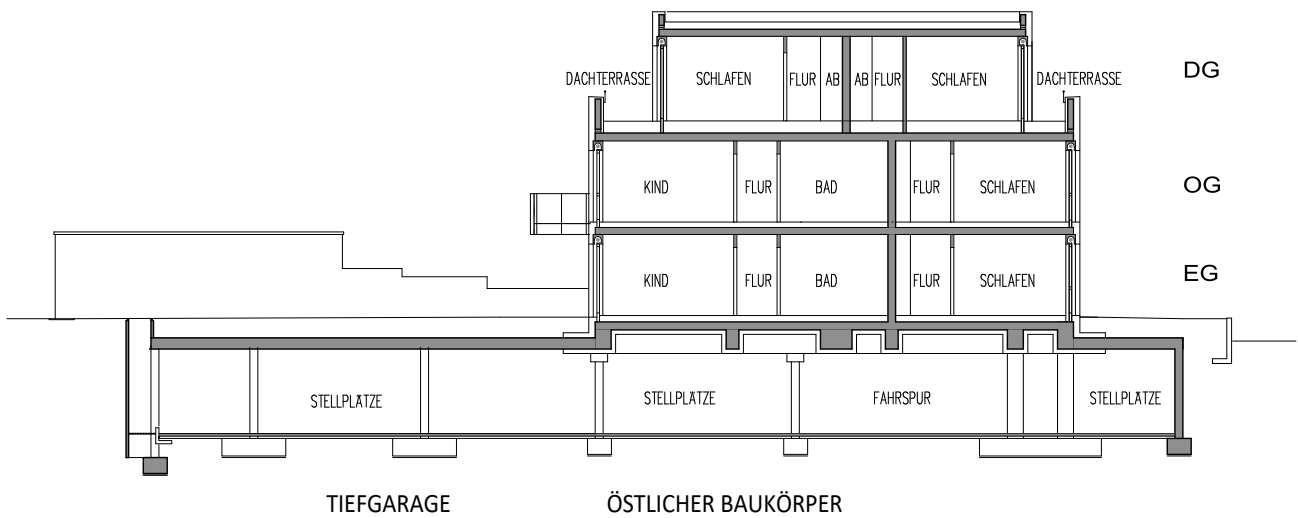 DG
DACHTERRASSE SCHLAFEN FLUR AB AB FLUR SCHLAFEN DACHTERRASSE
OG
KIND FLUR BAD FLUR SCHLAFEN
EG
KIND FLUR BAD FLUR SCHLAFEN
STELLPLÄTZE STELLPLÄTZE FAHRSPUR STELLPLÄTZE
TIEFGARAGE ÖSTLICHER BAUKÖRPER